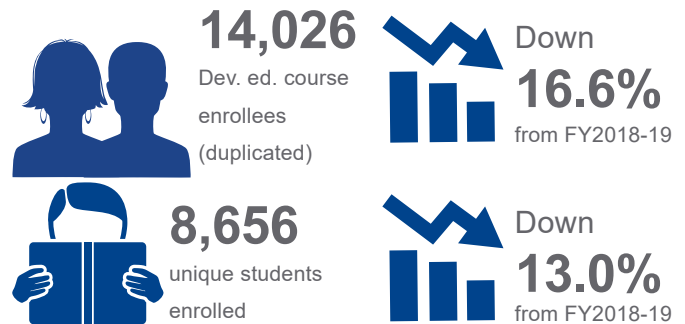 14,026
Dev. ed. course
enrollees
(duplicated)
Down
16.6%
from FY2018-19
8,656
unique students
enrolled
Down
13.0%
from FY2018-19